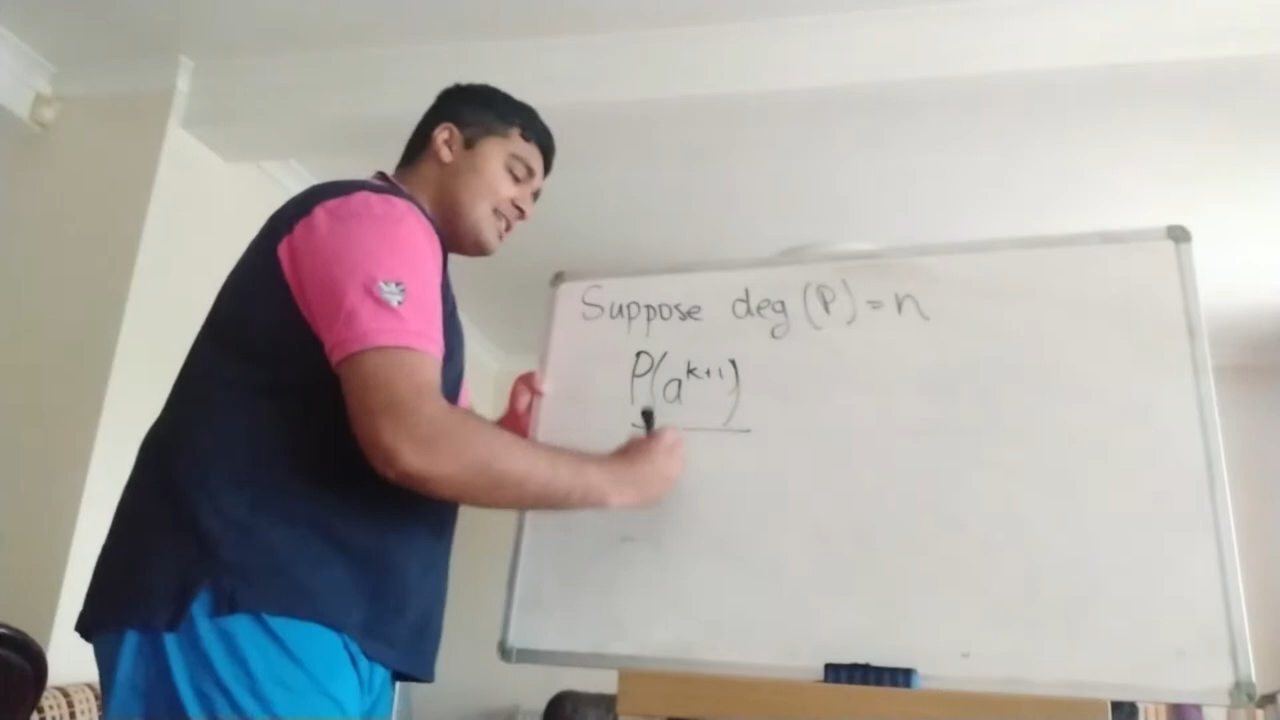 Suppose deg (P) = n
P(a^{k+1})